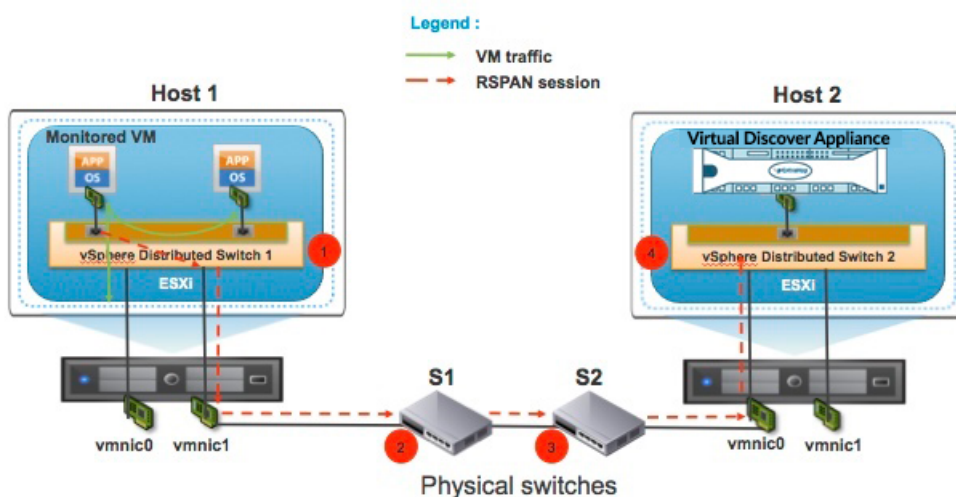 Legend :
VM traffic
RSPAN session
Host 1
Host 2
Monitored VM
APP
OS
APP
OS
Virtual Discover Appliance
vSphere Distributed Switch 1
1
ESXi
4
vSphere Distributed Switch 2
ESXi
S1
S2
vmnic0
vmnic1
2
3
vmnic0
vmnic1
Physical switches